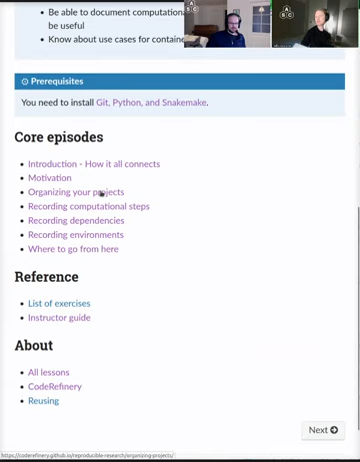 Be able to document computation
be useful
Know about use cases for containe
Prerequisites
You need to install Git, Python, and Snakemake.
Core episodes
Introduction - How it all connects
Motivation
Organizing your projects
Recording computational steps
Recording dependencies
Recording environments
Where to go from here
Reference
List of exercises
Instructor guide
About
All lessons
CodeRefinery
Reusing
Next
https://coderefinery.github.io/reproducible-research/organizing-projects/